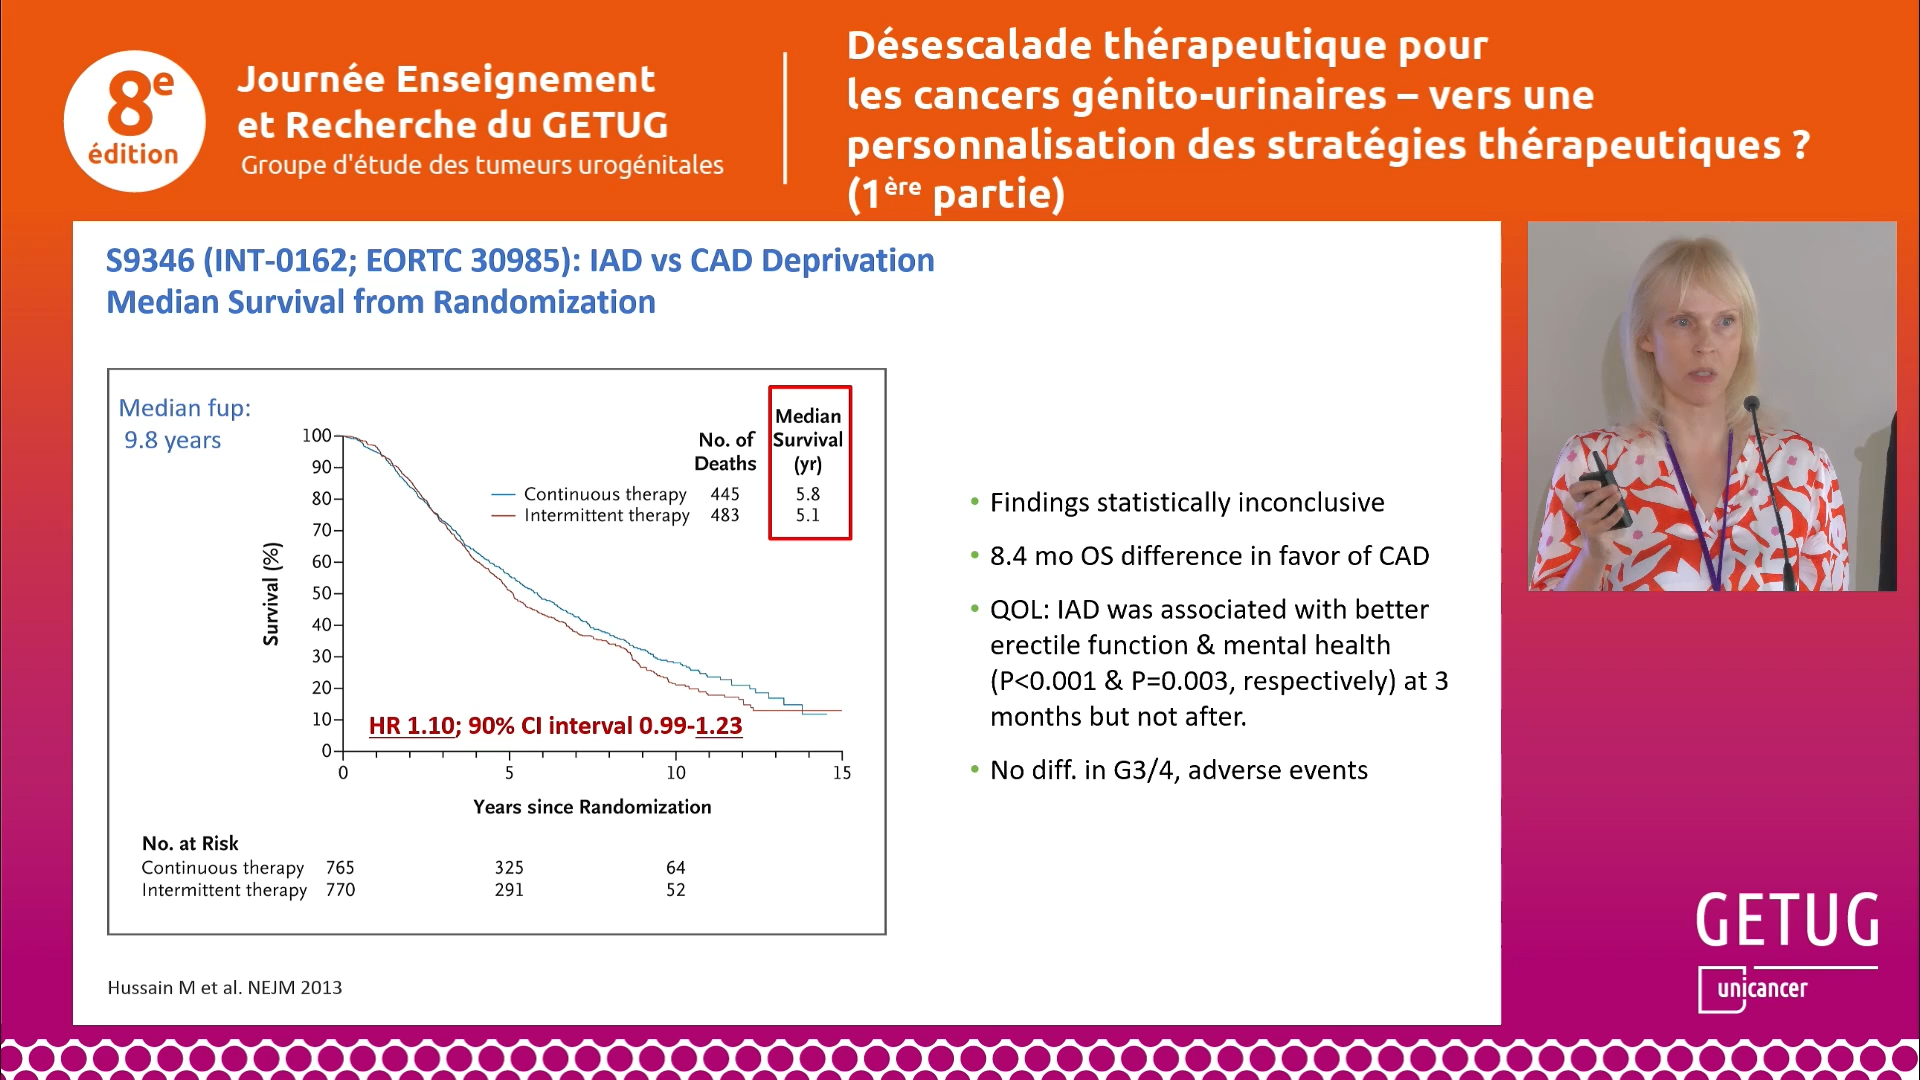 8e
édition
Journée Enseignement
et Recherche du GETUG
Groupe d'étude des tumeurs urogénitales
Désescalade thérapeutique pour
les cancers génito-urinaires – vers une
personnalisation des stratégies thérapeutiques ?
(1ère partie)
S9346 (INT-0162; EORTC 30985): IAD vs CAD Deprivation
Median Survival from Randomization
Median fup:
9.8 years
No. of
Deaths
Median
Survival
(yr)
Continuous therapy 445 5.8
Intermittent therapy 483 5.1
Survival (%)
100
90
80
70
60
50
40
30
20
10
0
HR 1.10; 90% CI interval 0.99-1.23
0 5 10 15
Years since Randomization
No. at Risk
Continuous therapy 765 325 64
Intermittent therapy 770 291 52
• Findings statistically inconclusive
• 8.4 mo OS difference in favor of CAD
• QOL: IAD was associated with better
erectile function & mental health
(P<0.001 & P=0.003, respectively) at 3
months but not after.
• No diff. in G3/4, adverse events
Hussain M et al. NEJM 2013
GETUG
unicancer